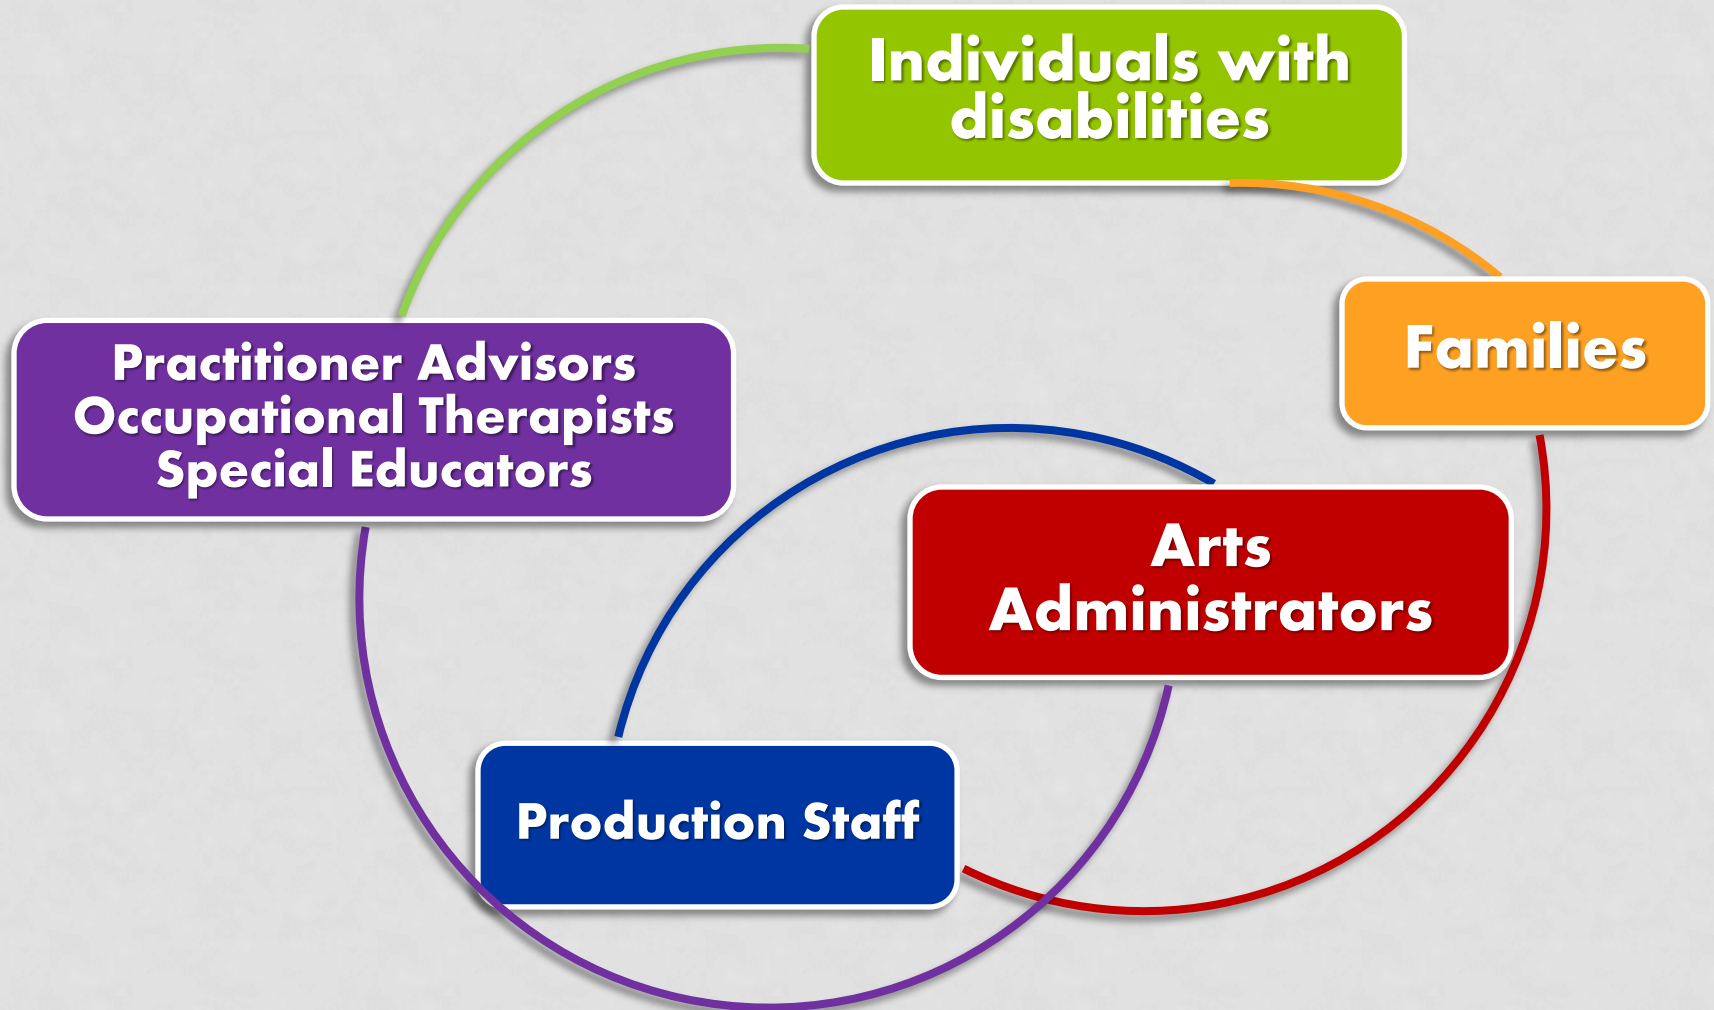 Individuals with
disabilities
Families
Practitioner Advisors
Occupational Therapists
Special Educators
Arts
Administrators
Production Staff